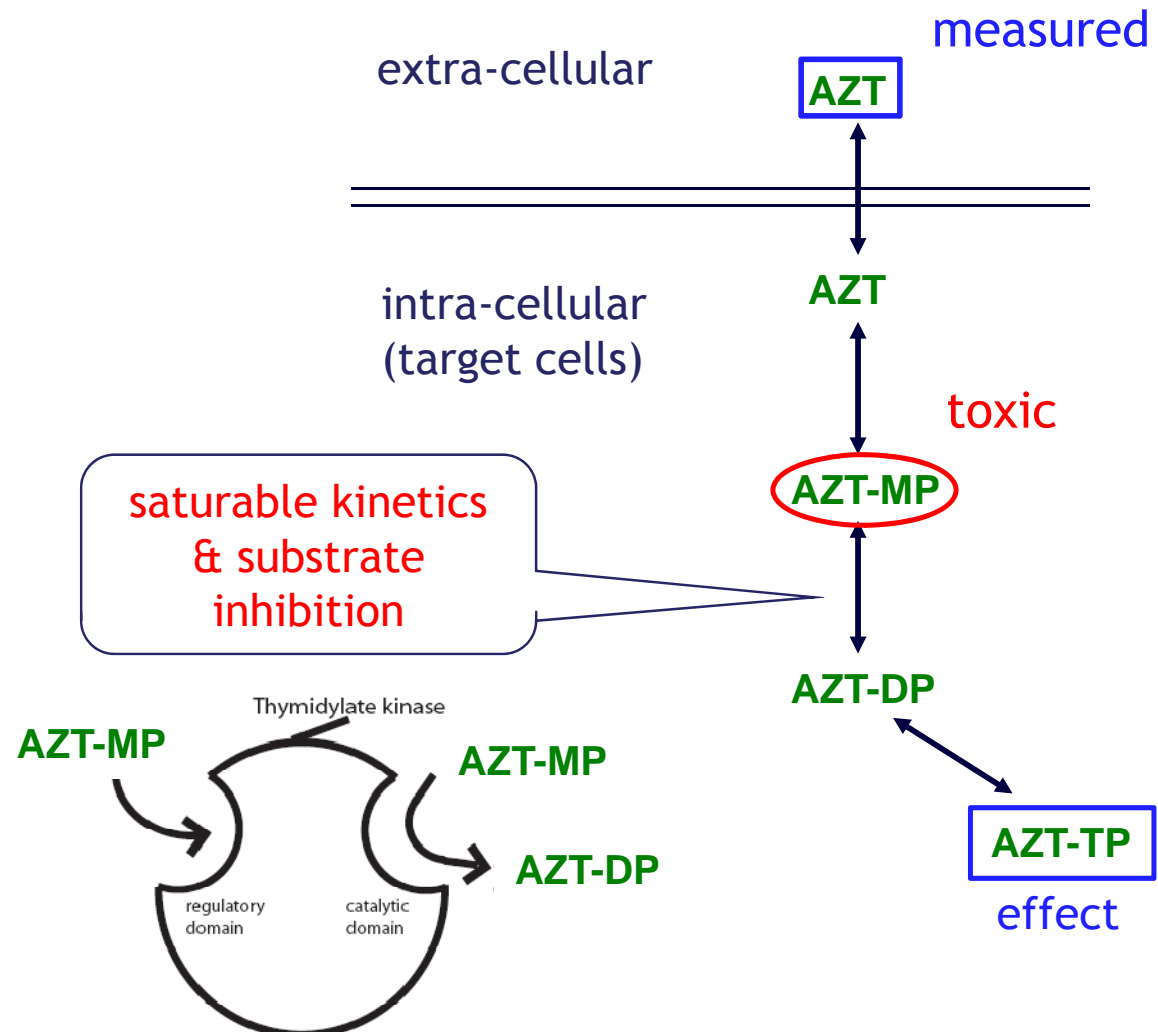 measured
extra-cellular
AZT
AZT
intra-cellular
(target cells)
toxic
AZT-MP
saturable kinetics
& substrate
inhibition
AZT-DP
Thymidylate kinase
AZT-MP
AZT-MP
AZT-DP
regulatory
domain
catalytic
domain
AZT-TP
effect